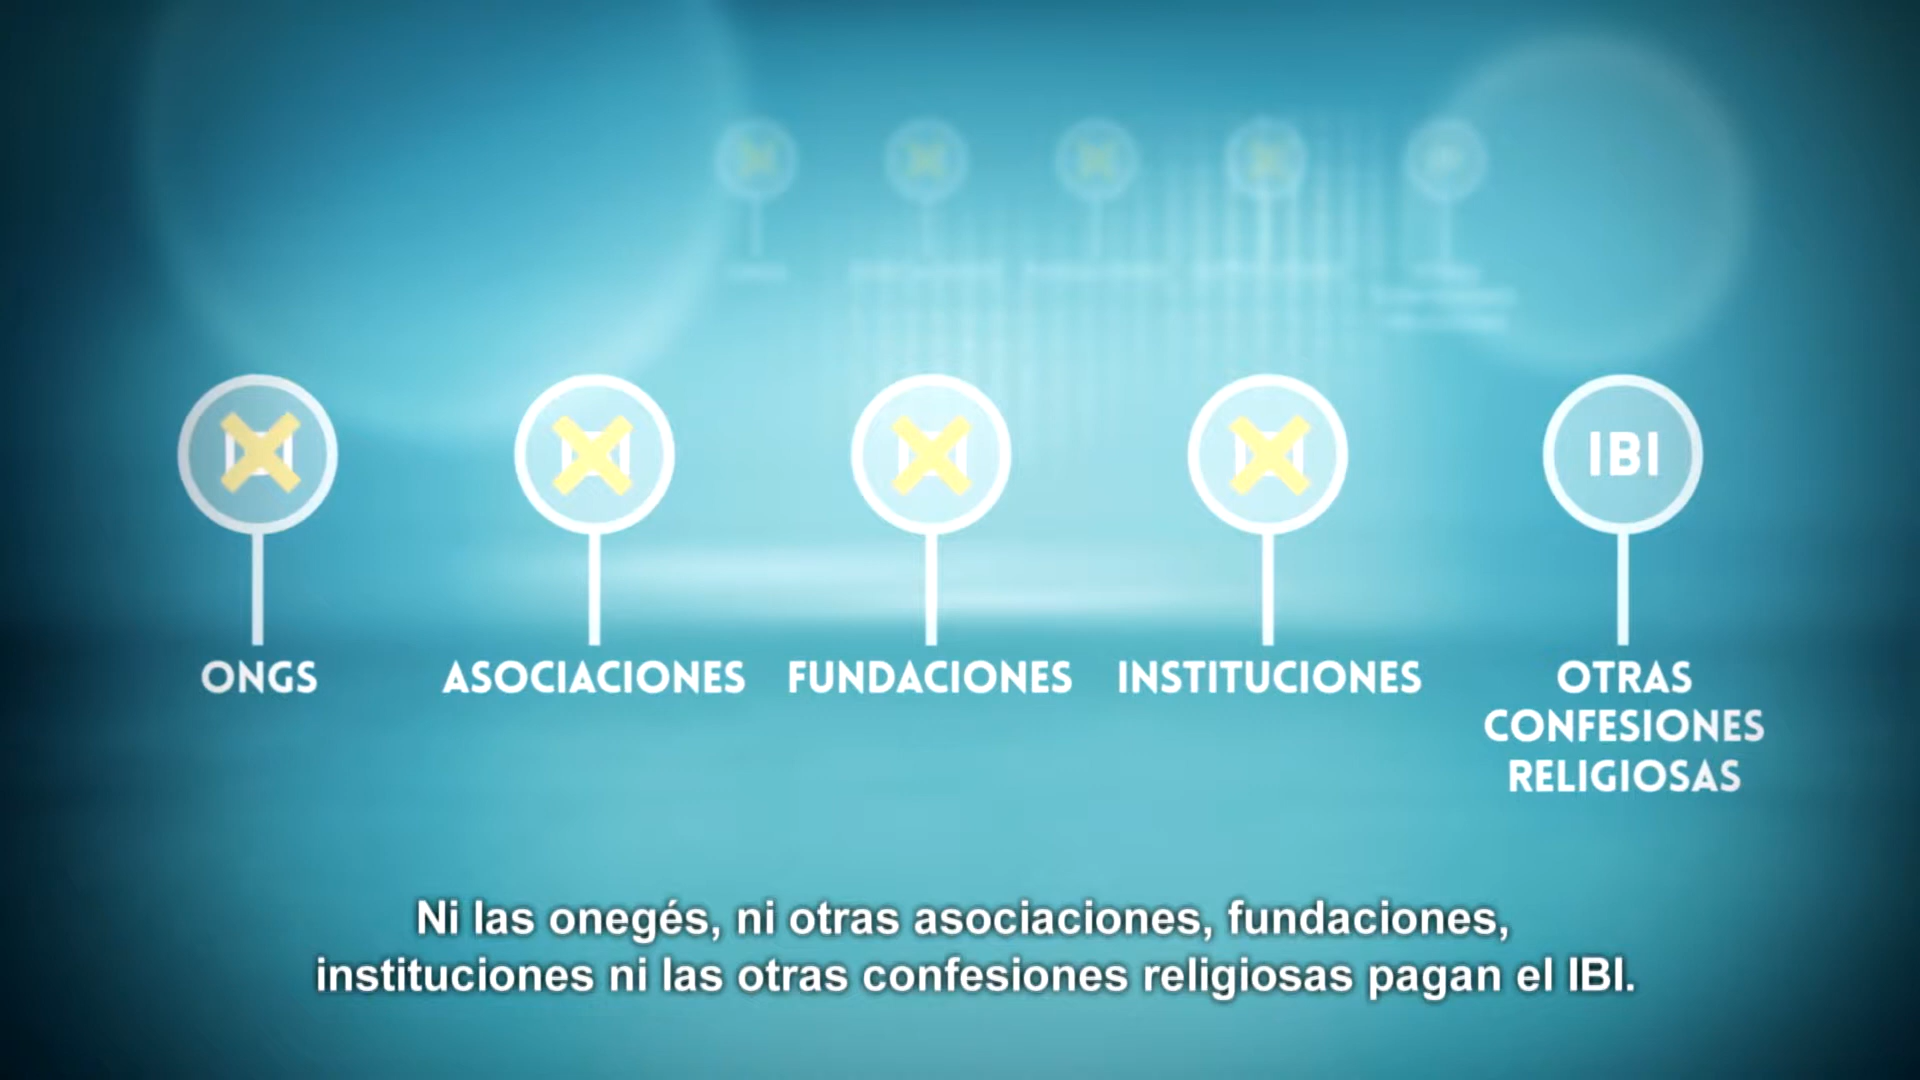 IBI
ONGS
ASOCIACIONES
FUNDACIONES
INSTITUCIONES
OTRAS
CONFESIONES
RELIGIOSAS
Ni las onegés, ni otras asociaciones, fundaciones,
instituciones ni las otras confesiones religiosas pagan el IBI.